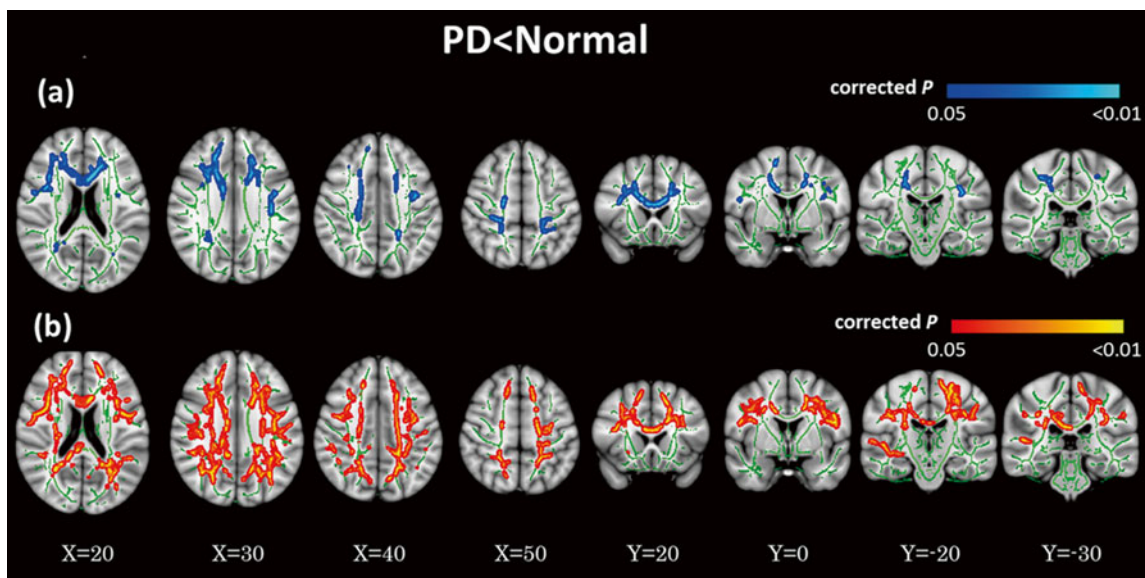 PD<Normal
(a)
corrected P
0.05 <0.01
(b)
corrected P
0.05 <0.01
X=20 X=30 X=40 X=50 Y=20 Y=0 Y=-20 Y=-30